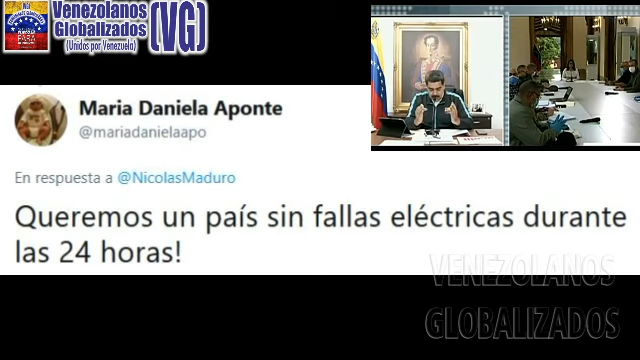 Venezolanos
Globalizados
(Unidos por Venezuela)
(VG)
Maria Daniela Aponte
@mariadanielaapo
En respuesta a @NicolasMaduro
Queremos un país sin fallas eléctricas durante
las 24 horas!
VENEZOLANOS
GLOBALIZADOS